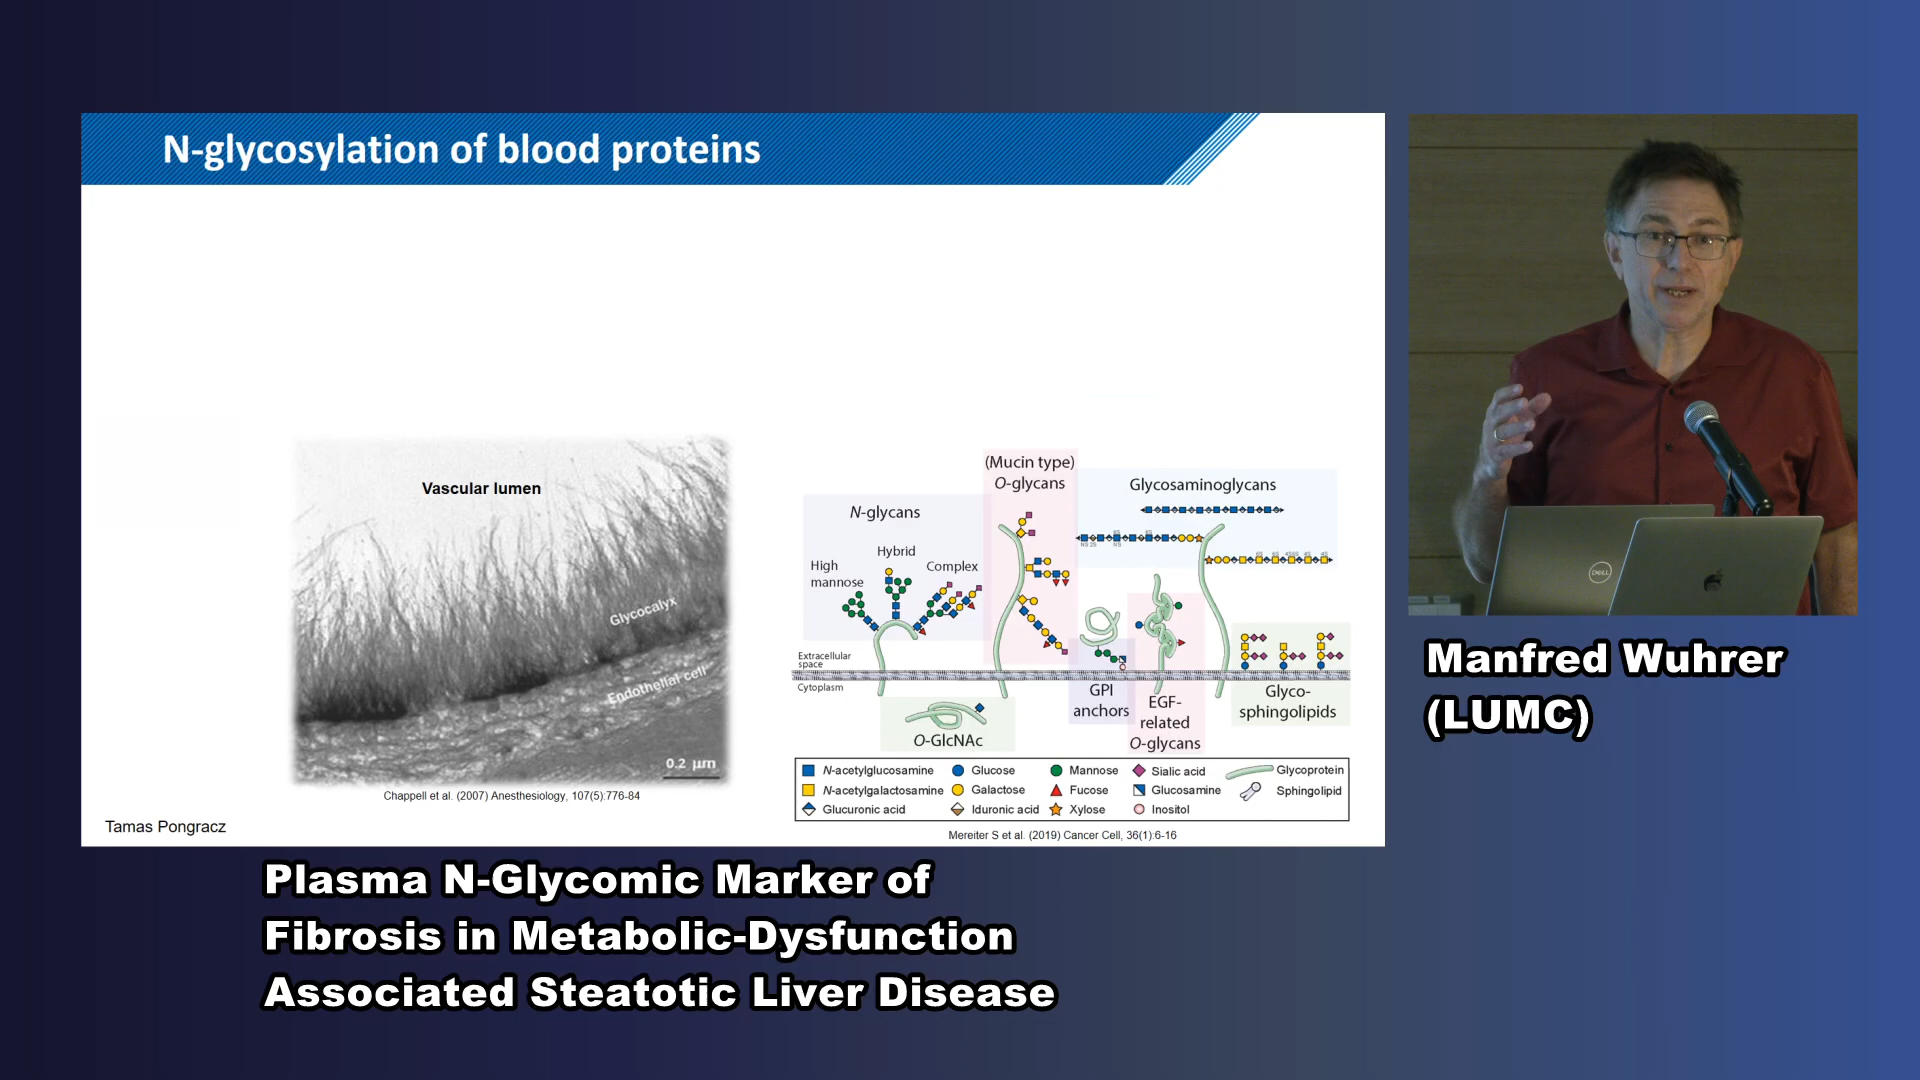 N-glycosylation of blood proteins
Vascular lumen
Glycocalyx
Endothelial cell
0.2 μm
Chappell et al. (2007) Anesthesiology, 107(5):776-84
Tamas Pongracz
(Mucin type)
O-glycans
Glycosaminoglycans
N-glycans
Hybrid
High
mannose
Complex
Extracellular
space
Cytoplasm
GPI
anchors
EGF-
related
O-glycans
Glyco-
sphingolipids
O-GlcNAc
N-acetylglucosamine
Glucose
Mannose
Sialic acid
Glycoprotein
N-acetylgalactosamine
Galactose
Fucose
Glucosamine
Sphingolipid
Glucuronic acid
Iduronic acid
Xylose
Inositol
Mereiter S et al. (2019) Cancer Cell, 36(1):6-16
DELL
Manfred Wuhrer
(LUMC)
Plasma N-Glycomic Marker of
Fibrosis in Metabolic-Dysfunction
Associated Steatotic Liver Disease